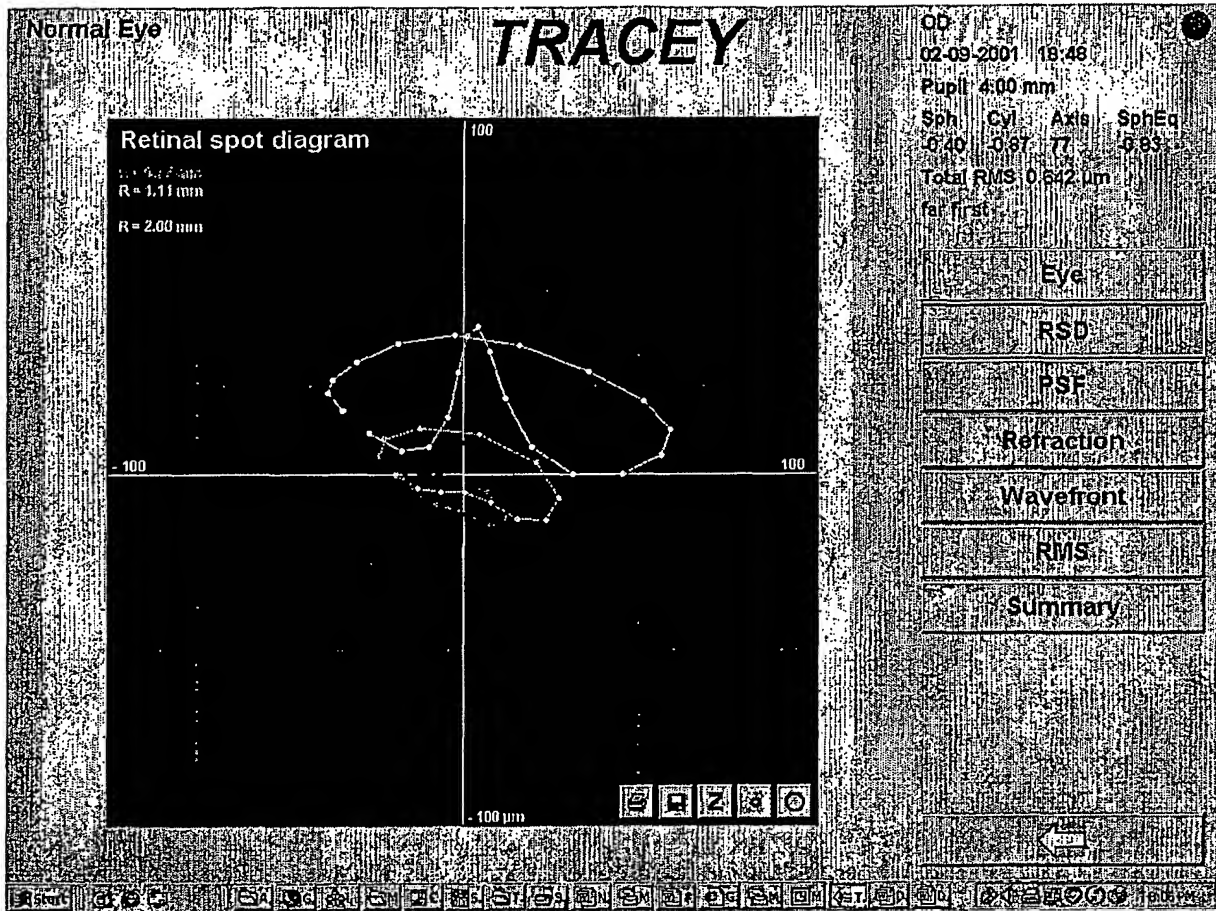 Normal Eye
TRACEY
OD
02-09-2001 18:48
Pupil 4.00 mm
Sph Cyl Axis SphEq
-0.40 -0.87 77 -0.83
Total RMS 0.642 µm
far first
Retinal spot diagram
R = 1.11 mm
R = 2.00 mm
100
- 100
100
- 100 µm
Eye
RSD
PSF
Refraction
Wavefront
RMS
Summary
Start